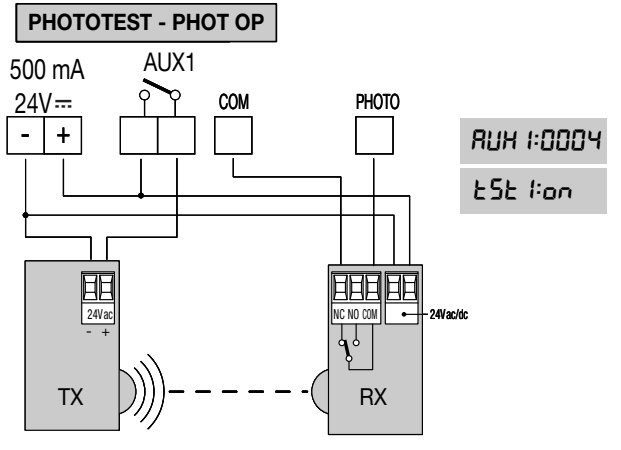 PHOTOTEST - PHOT OP
500 mA
24V⎓
AUX1
COM
PHOTO
- +
AUX 1:0004
tSt 1:on
24Vac
- +
NC NO COM
24Vac/dc
TX
RX